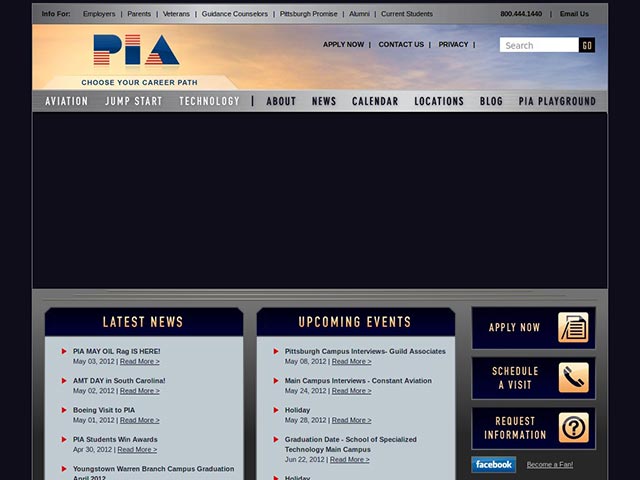 Info For: Employers | Parents | Veterans | Guidance Counselors | Pittsburgh Promise | Alumni | Current Students 800.444.1440 | Email Us
PIA
CHOOSE YOUR CAREER PATH
APPLY NOW | CONTACT US | PRIVACY |
Search GO
AVIATION JUMP START TECHNOLOGY | ABOUT NEWS CALENDAR LOCATIONS BLOG PIA PLAYGROUND
LATEST NEWS
PIA MAY OIL Rag IS HERE!
May 03, 2012 | Read More >
AMT DAY in South Carolina!
May 02, 2012 | Read More >
Boeing Visit to PIA
May 01, 2012 | Read More >
PIA Students Win Awards
Apr 30, 2012 | Read More >
Youngstown Warren Branch Campus Graduation
April 2012
UPCOMING EVENTS
Pittsburgh Campus Interviews- Guild Associates
May 08, 2012 | Read More >
Main Campus Interviews - Constant Aviation
May 24, 2012 | Read More >
Holiday
May 28, 2012 | Read More >
Graduation Date - School of Specialized
Technology Main Campus
Jun 22, 2012 | Read More >
Holiday
APPLY NOW
SCHEDULE
A VISIT
REQUEST
INFORMATION
facebook Become a Fan!